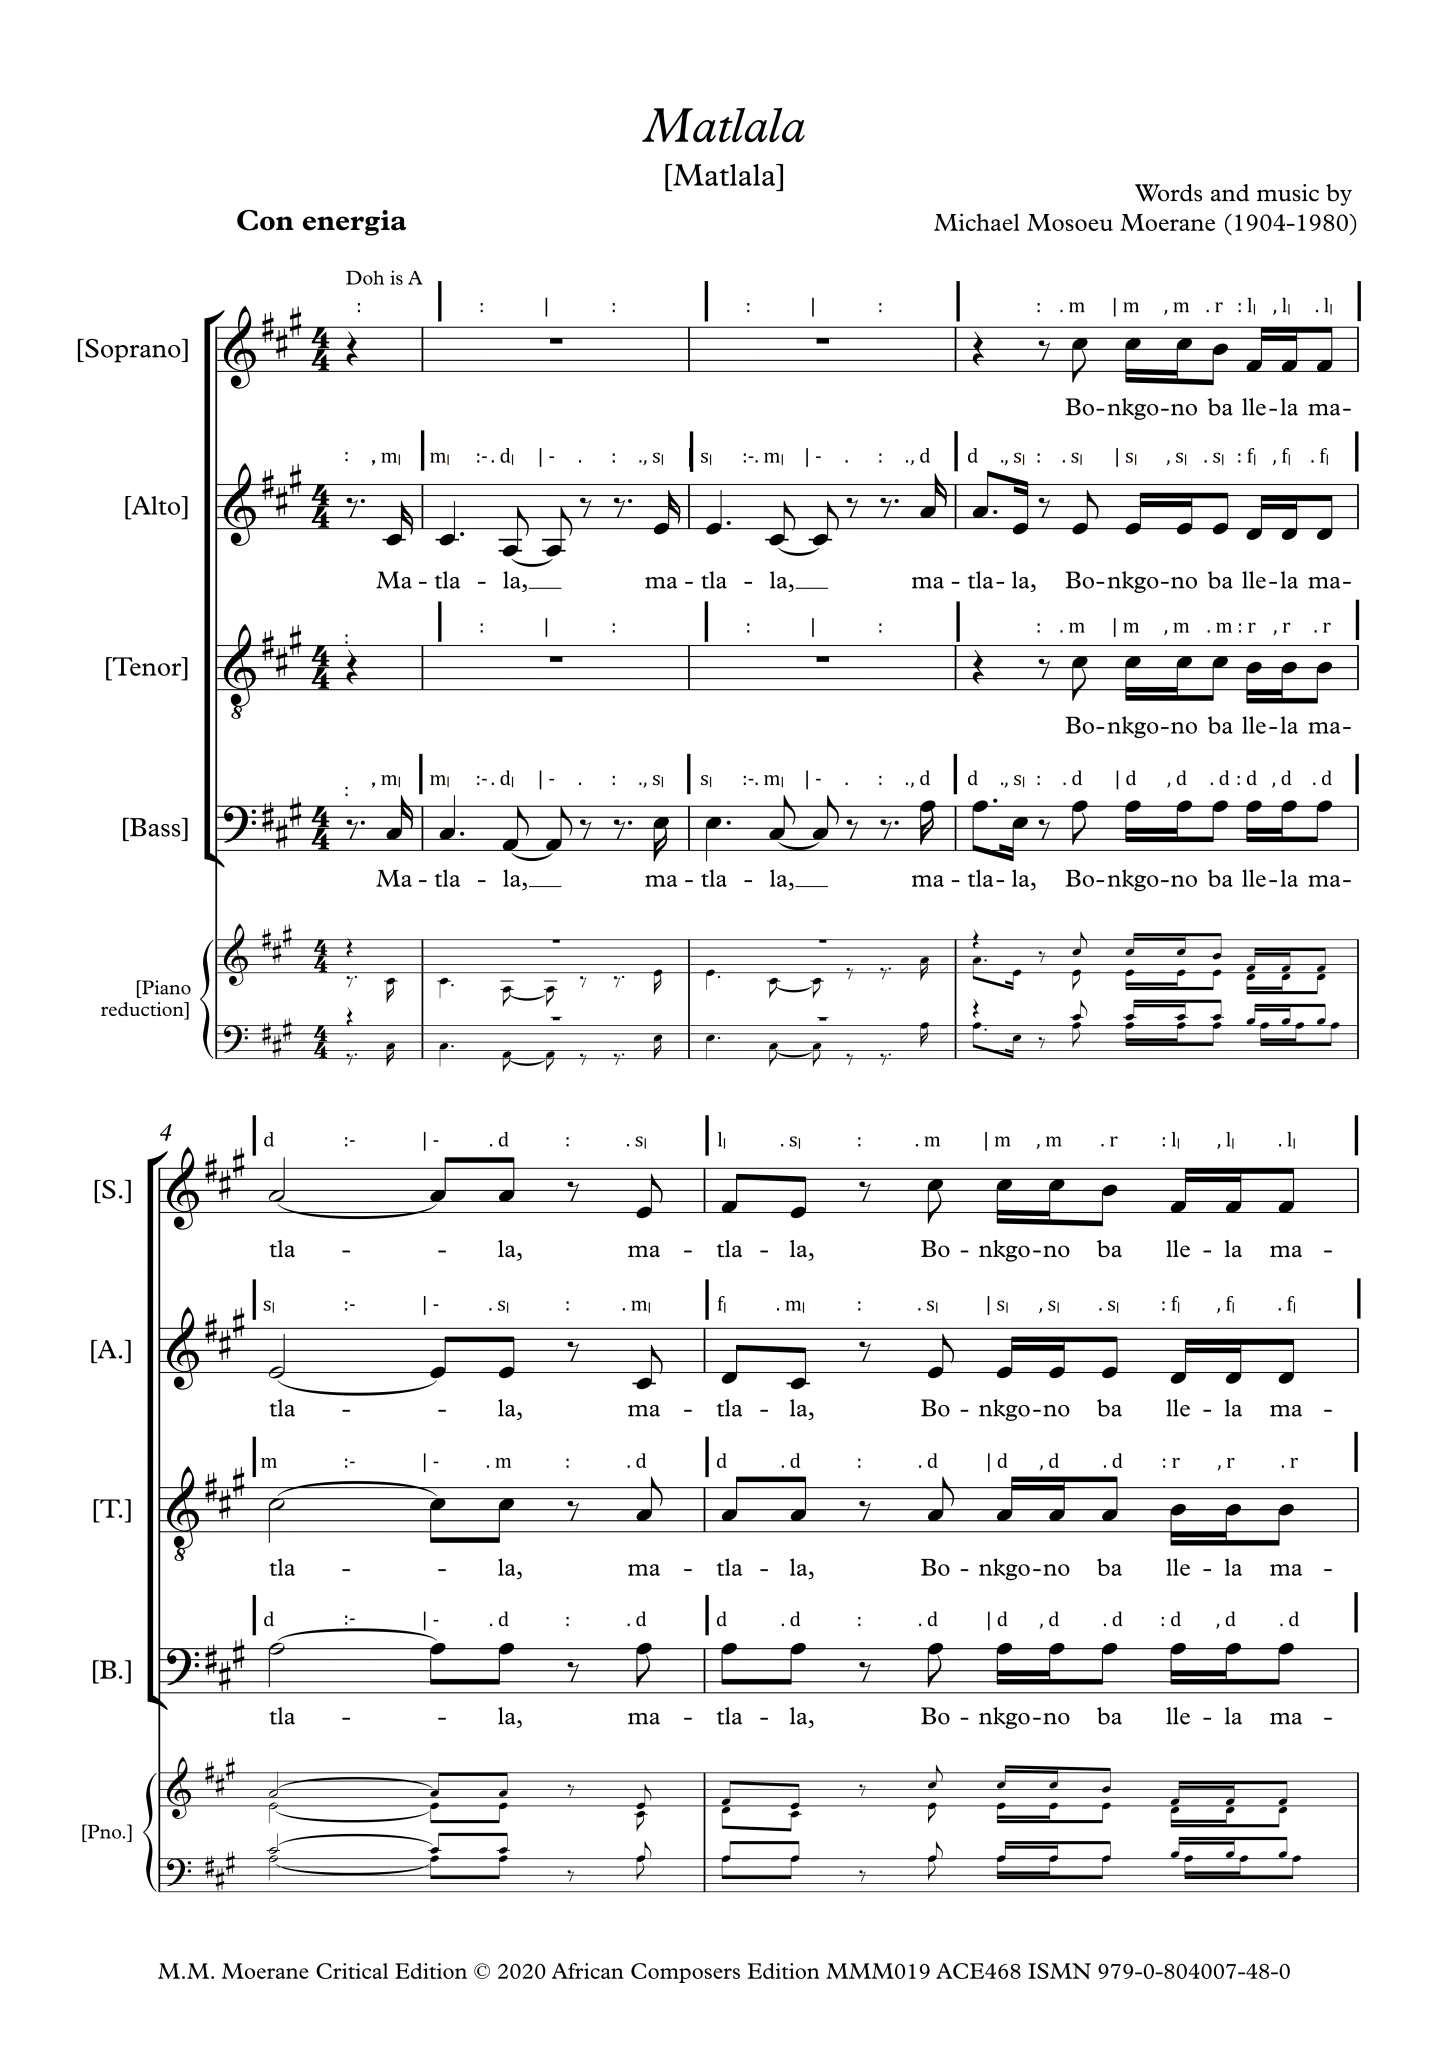 Matlala
[Matlala]
Words and music by
Con energia
Michael Mosoeu Moerane (1904-1980)
Doh is A
: : | : : | : : . m | m , m . r : l| , l| . l|
[Soprano]
Bo-nkgo-no ba lle-la ma-
: , m| m| :- . d| | - . : . , s| s| :- . m| | - . : . , d d . , s| : . s| | s| , s| . s| : f| , f| . f|
[Alto]
Ma - tla - la, ma - tla - la, ma - tla - la, Bo-nkgo-no ba lle-la ma-
: : | : : | : : . m | m , m . m : r , r . r
[Tenor]
8
Bo-nkgo-no ba lle-la ma-
: , m| m| :- . d| | - . : . , s| s| :- . m| | - . : . , d d . , s| : . d | d , d . d : d , d . d
[Bass]
Ma - tla - la, ma - tla - la, ma - tla - la, Bo-nkgo-no ba lle-la ma-
[Piano
reduction]
4
d :- | - . d : . s| l| . s| : . m | m , m . r : l| , l| . l|
[S.]
tla - - la, ma - tla - la, Bo - nkgo-no ba lle - la ma -
s| :- | - . s| : . m| f| . m| : . s| | s| , s| . s| : f| , f| . f|
[A.]
tla - - la, ma - tla - la, Bo - nkgo-no ba lle - la ma -
m :- | - . m : . d d . d : . d | d , d . d : r , r . r
[T.]
8
tla - - la, ma - tla - la, Bo - nkgo-no ba lle - la ma -
d :- | - . d : . d d . d : . d | d , d . d : d , d . d
[B.]
tla - - la, ma - tla - la, Bo - nkgo-no ba lle - la ma -
[Pno.]
M.M. Moerane Critical Edition © 2020 African Composers Edition MMM019 ACE468 ISMN 979-0-804007-48-0